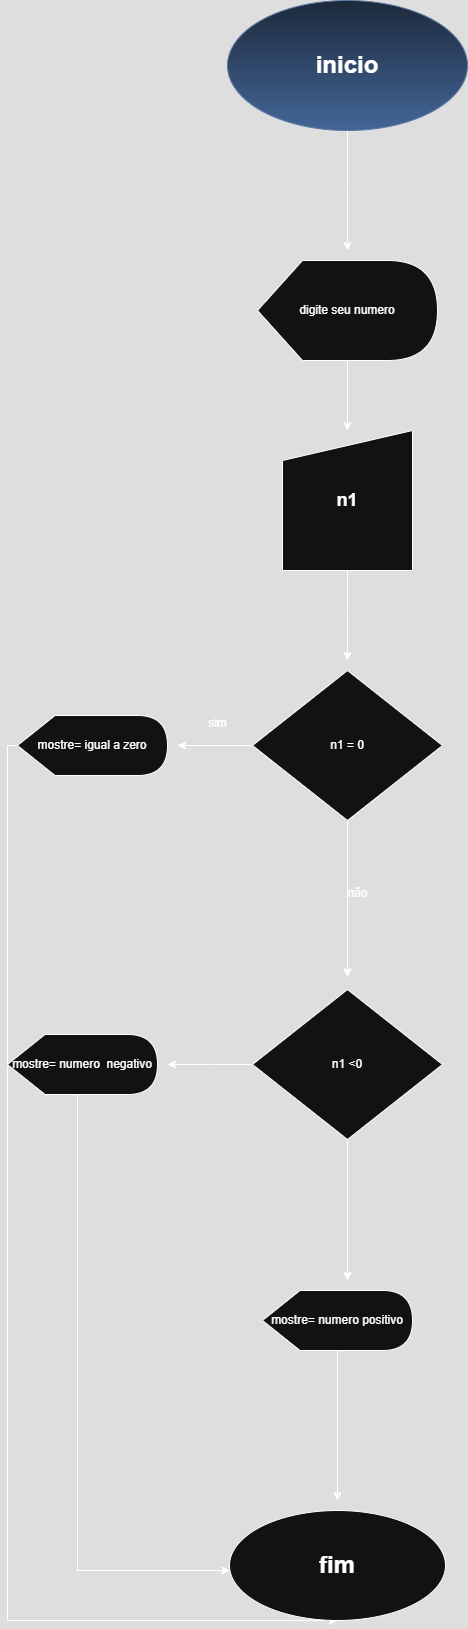 inicio
digite seu numero
n1
n1 = 0
sim
mostre= igual a zero
não
n1 <0
mostre= numero  negativo
mostre= numero positivo
fim